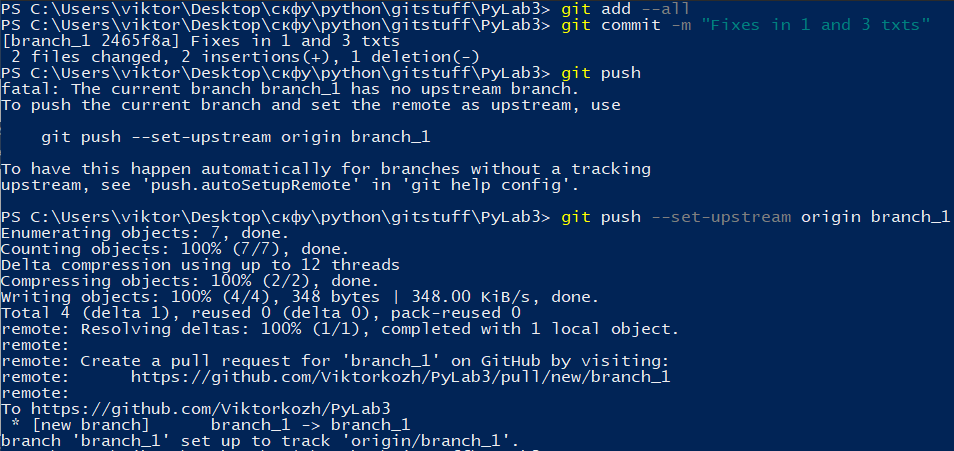 PS C:\Users\viktor\Desktop\скфу\python\gitstuff\PyLab3> git add --all
PS C:\Users\viktor\Desktop\скфу\python\gitstuff\PyLab3> git commit -m "Fixes in 1 and 3 txts"
[branch_1 2465f8a] Fixes in 1 and 3 txts
 2 files changed, 2 insertions(+), 1 deletion(-)
PS C:\Users\viktor\Desktop\скфу\python\gitstuff\PyLab3> git push
fatal: The current branch branch_1 has no upstream branch.
To push the current branch and set the remote as upstream, use
    git push --set-upstream origin branch_1
To have this happen automatically for branches without a tracking
upstream, see 'push.autoSetupRemote' in 'git help config'.
PS C:\Users\viktor\Desktop\скфу\python\gitstuff\PyLab3> git push --set-upstream origin branch_1
Enumerating objects: 7, done.
Counting objects: 100% (7/7), done.
Delta compression using up to 12 threads
Compressing objects: 100% (2/2), done.
Writing objects: 100% (4/4), 348 bytes | 348.00 KiB/s, done.
Total 4 (delta 1), reused 0 (delta 0), pack-reused 0
remote: Resolving deltas: 100% (1/1), completed with 1 local object.
remote:
remote: Create a pull request for 'branch_1' on GitHub by visiting:
remote:      https://github.com/Viktorkozh/PyLab3/pull/new/branch_1
remote:
To https://github.com/Viktorkozh/PyLab3
 * [new branch]      branch_1 -> branch_1
branch 'branch_1' set up to track 'origin/branch_1'.